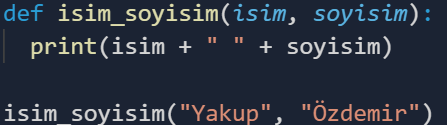 def isim_soyisim(isim, soyisim):
  print(isim + " " + soyisim)

isim_soyisim("Yakup", "Özdemir")